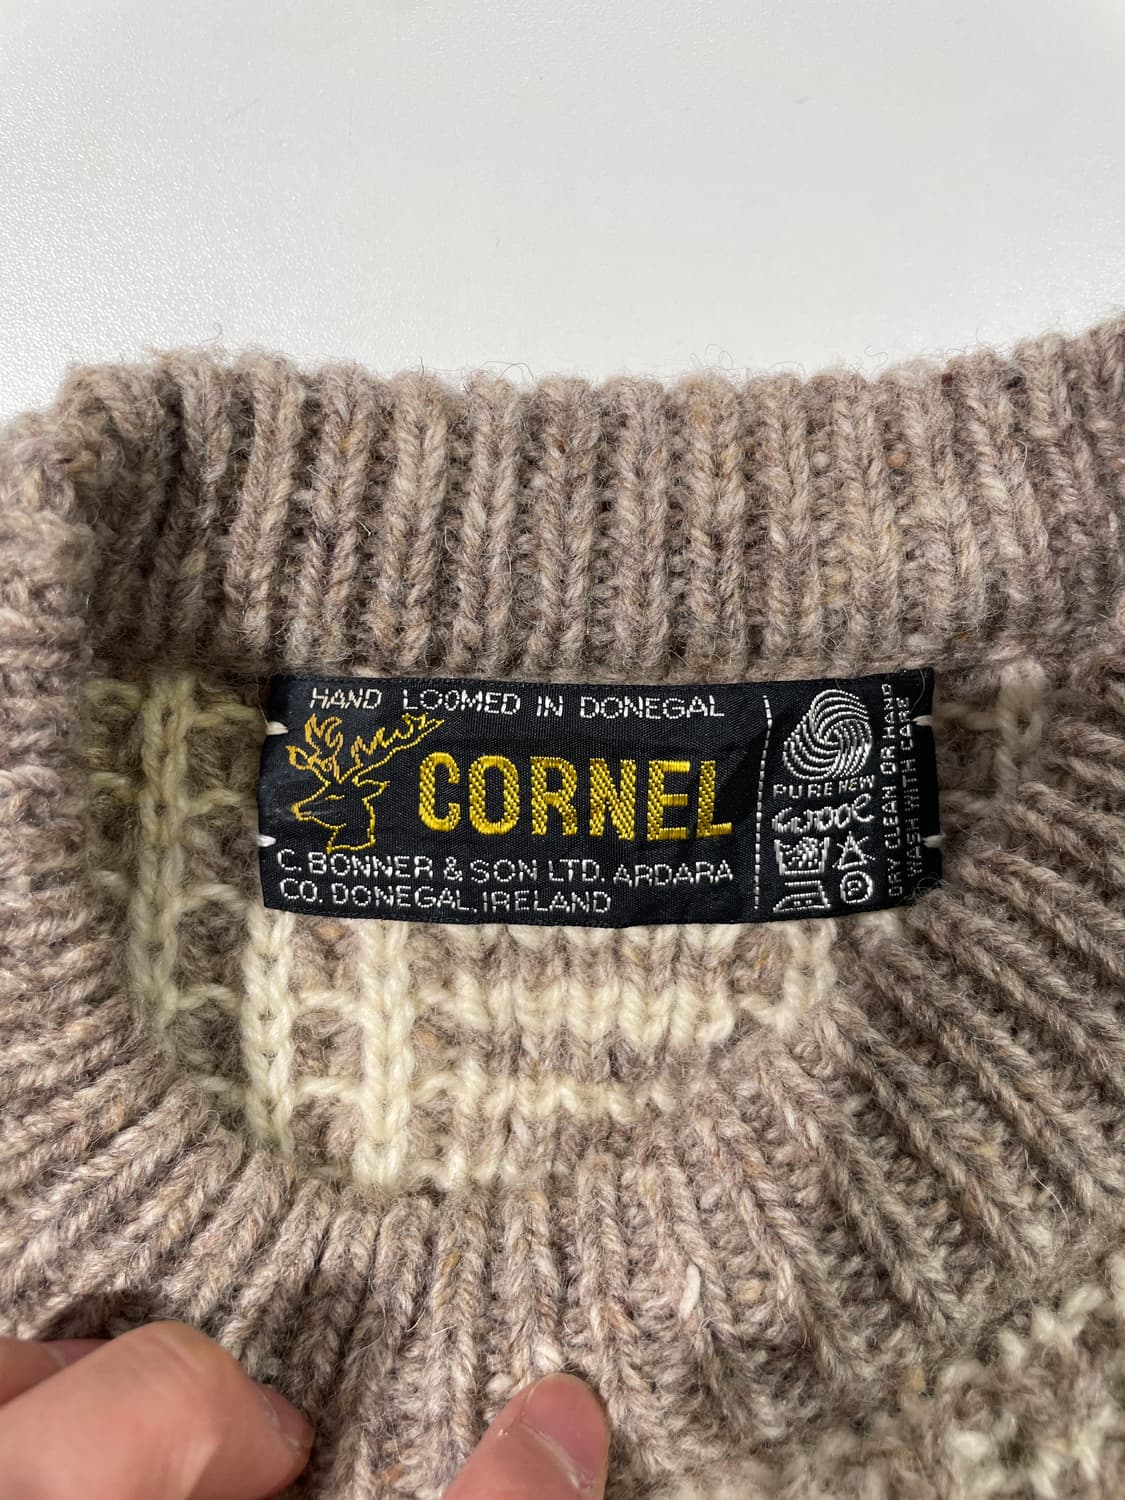 HAND LOOMED IN DONEGAL
CORNEL
C. BONNER & SON LTD. ARDARA
CO. DONEGAL, IRELAND
PURE NEW
WOOL
P
DRY CLEAN OR HAND
WASH WITH CARE